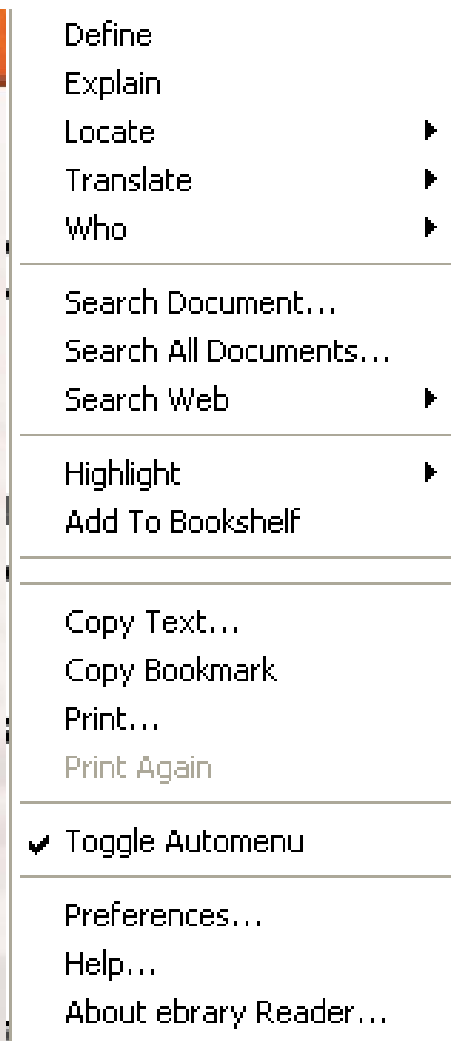 Define
Explain
Locate
Translate
Who
Search Document...
Search All Documents...
Search Web
Highlight
Add To Bookshelf
Copy Text...
Copy Bookmark
Print...
Print Again
Toggle Automenu
Preferences...
Help...
About ebrary Reader...